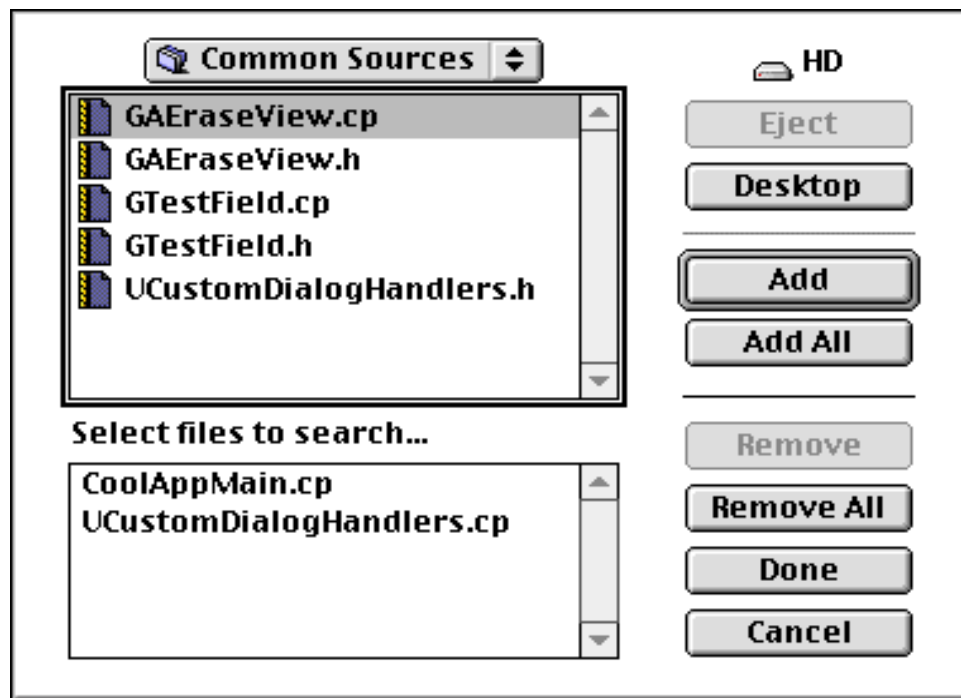 Common Sources
HD
GAEraseView.cp
GAEraseView.h
GTestField.cp
GTestField.h
UCustomDialogHandlers.h
Eject
Desktop
Add
Add All
Select files to search...
CoolAppMain.cp
UCustomDialogHandlers.cp
Remove
Remove All
Done
Cancel